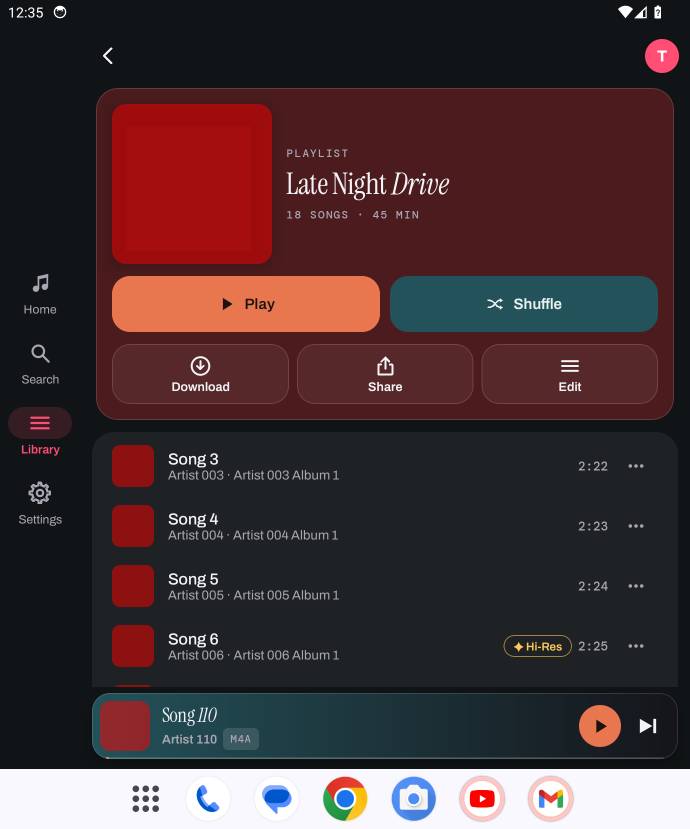 12:35
T
PLAYLIST
Late Night Drive
18 SONGS · 45 MIN
Play
Shuffle
Download
Share
Edit
Home
Search
Library
Settings
Song 3
Artist 003 · Artist 003 Album 1
2:22
Song 4
Artist 004 · Artist 004 Album 1
2:23
Song 5
Artist 005 · Artist 005 Album 1
2:24
Song 6
Artist 006 · Artist 006 Album 1
Hi-Res
2:25
Song 110
Artist 110
M4A